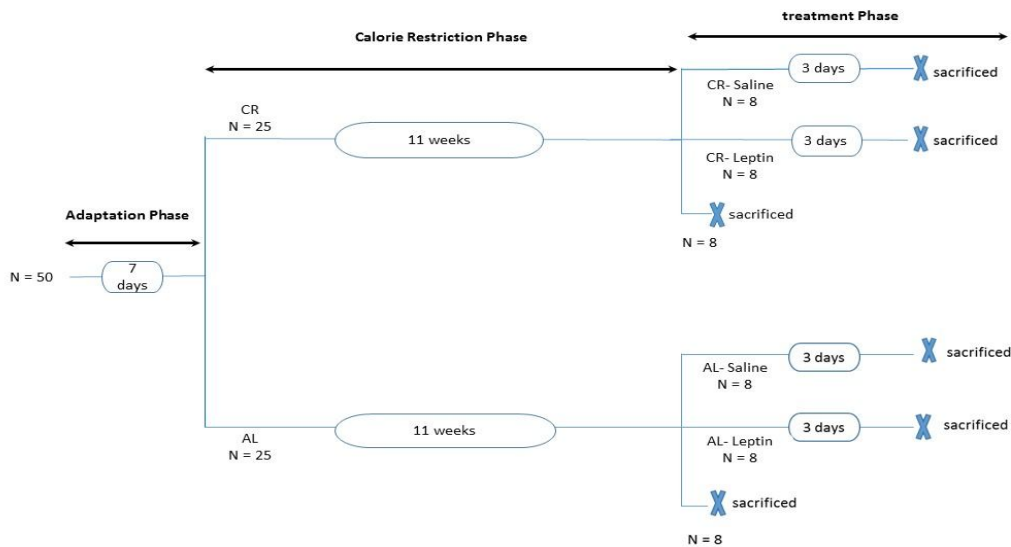 treatment Phase
Calorie Restriction Phase
3 days
sacrificed
CR- Saline
N = 8
CR
N = 25
11 weeks
3 days
sacrificed
CR- Leptin
N = 8
Adaptation Phase
sacrificed
N = 8
N = 50
7
days
3 days
sacrificed
AL- Saline
N = 8
11 weeks
3 days
sacrificed
AL
N = 25
AL- Leptin
N = 8
sacrificed
N = 8